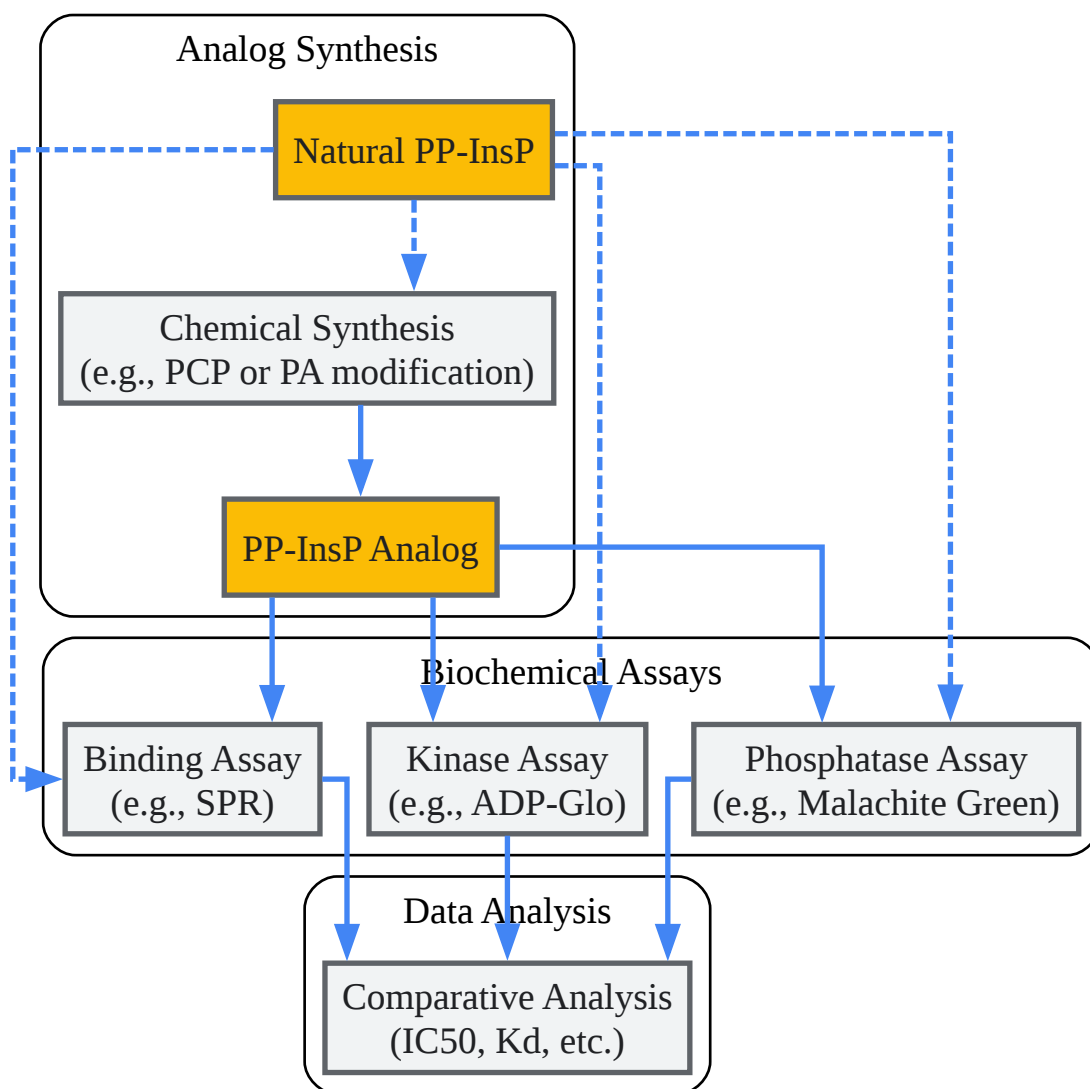 Analog Synthesis
Natural PP-InsP
Chemical Synthesis
(e.g., PCP or PA modification)
PP-InsP Analog
Biochemical Assays
Binding Assay
(e.g., SPR)
Kinase Assay
(e.g., ADP-Glo)
Phosphatase Assay
(e.g., Malachite Green)
Data Analysis
Comparative Analysis
(IC50, Kd, etc.)